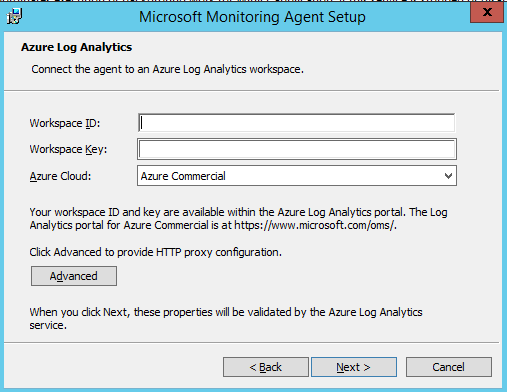 Microsoft Monitoring Agent Setup
X
Azure Log Analytics
Connect the agent to an Azure Log Analytics workspace.
Workspace ID:
Workspace Key:
Azure Cloud: Azure Commercial
Your workspace ID and key are available within the Azure Log Analytics portal. The Log
Analytics portal for Azure Commercial is at https://www.microsoft.com/oms/.
Click Advanced to provide HTTP proxy configuration.
Advanced
When you click Next, these properties will be validated by the Azure Log Analytics
service.
< Back Next > Cancel